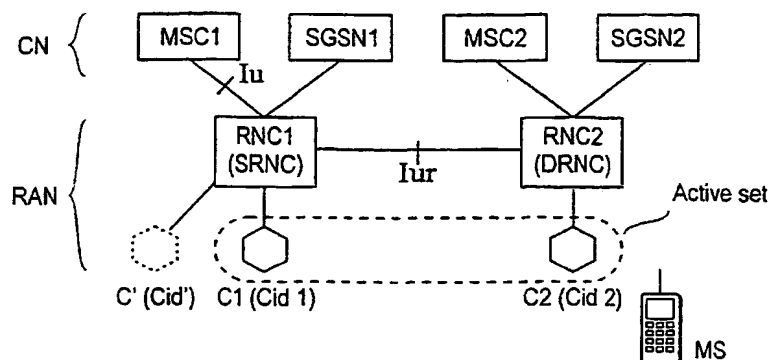 CN
MSC1
SGSN1
MSC2
SGSN2
Iu
RNC1
(SRNC)
RNC2
(DRNC)
Iur
RAN
Active set
C' (Cid')
C1 (Cid 1)
C2 (Cid 2)
MS